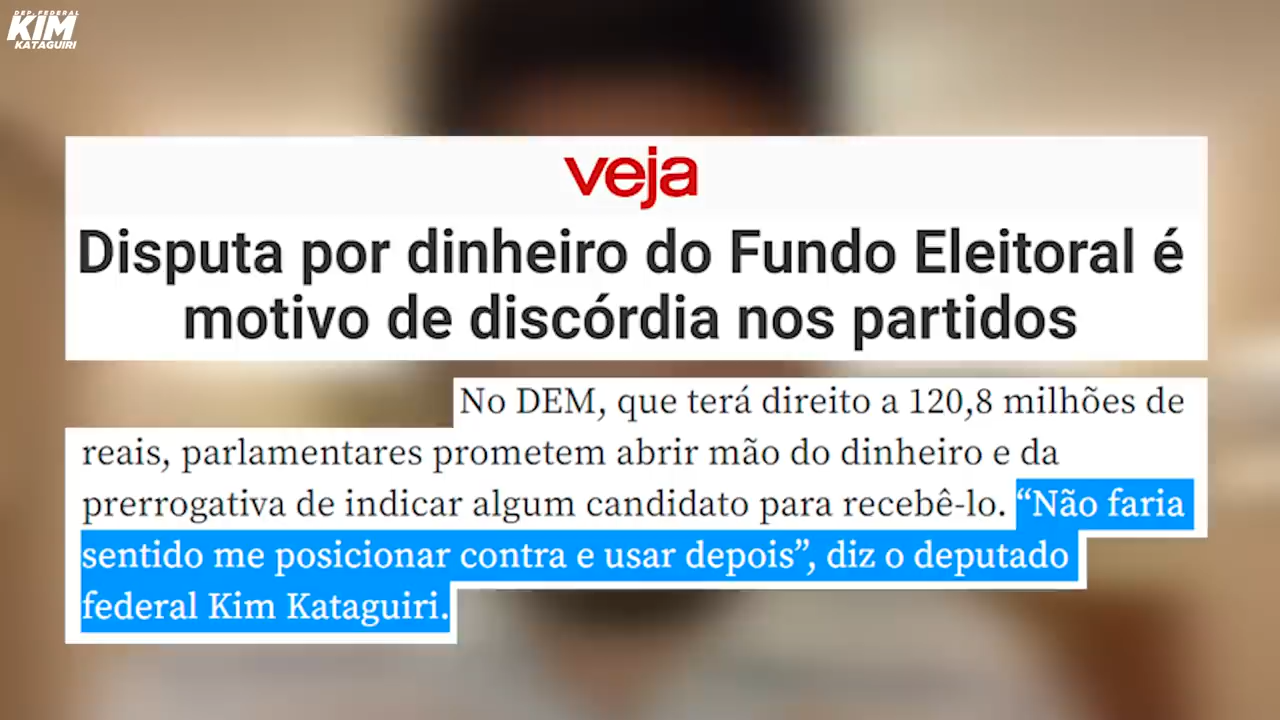 DEP. FEDERAL
KIM
KATAGUIRI
veja
Disputa por dinheiro do Fundo Eleitoral é
motivo de discórdia nos partidos
No DEM, que terá direito a 120,8 milhões de
reais, parlamentares prometem abrir mão do dinheiro e da
prerrogativa de indicar algum candidato para recebê-lo. “Não faria
sentido me posicionar contra e usar depois”, diz o deputado
federal Kim Kataguiri.